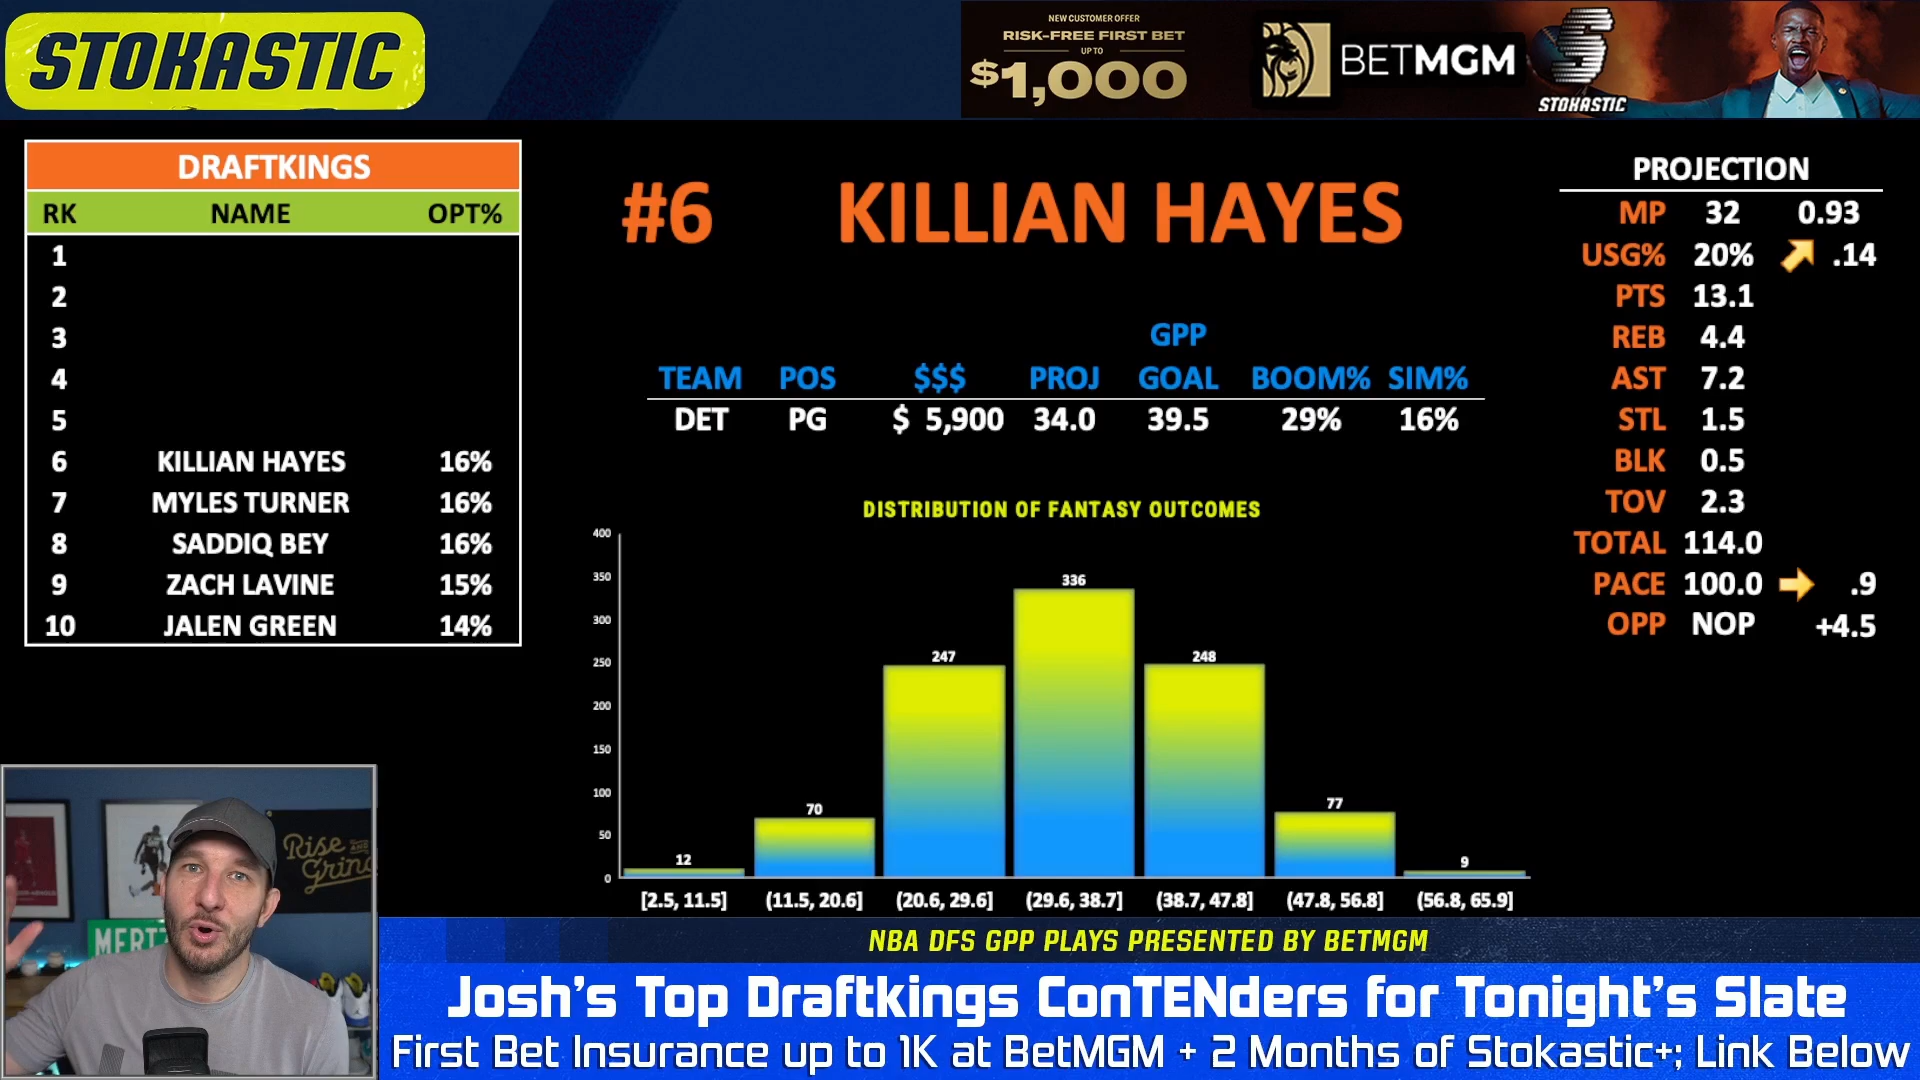 STOKASTIC
NEW CUSTOMER OFFER
RISK-FREE FIRST BET
UP TO
$1,000
BETMGM
STOKASTIC
DRAFTKINGS
RK NAME OPT%
1
2
3
4
5
6 KILLIAN HAYES 16%
7 MYLES TURNER 16%
8 SADDIQ BEY 16%
9 ZACH LAVINE 15%
10 JALEN GREEN 14%
#6 KILLIAN HAYES
GPP
TEAM POS $$$ PROJ GOAL BOOM% SIM%
DET PG $ 5,900 34.0 39.5 29% 16%
DISTRIBUTION OF FANTASY OUTCOMES
400
350
300
250
200
150
100
50
0
12
70
247
336
248
77
9
[2.5, 11.5] (11.5, 20.6] (20.6, 29.6] (29.6, 38.7] (38.7, 47.8] (47.8, 56.8] (56.8, 65.9]
PROJECTION
MP 32 0.93
USG% 20% .14
PTS 13.1
REB 4.4
AST 7.2
STL 1.5
BLK 0.5
TOV 2.3
TOTAL 114.0
PACE 100.0 .9
OPP NOP +4.5
Rise AND
Grind
MERTZ
NBA DFS GPP PLAYS PRESENTED BY BETMGM
Josh's Top Draftkings ConTENders for Tonight's Slate
First Bet Insurance up to 1K at BetMGM + 2 Months of Stokastic+; Link Below